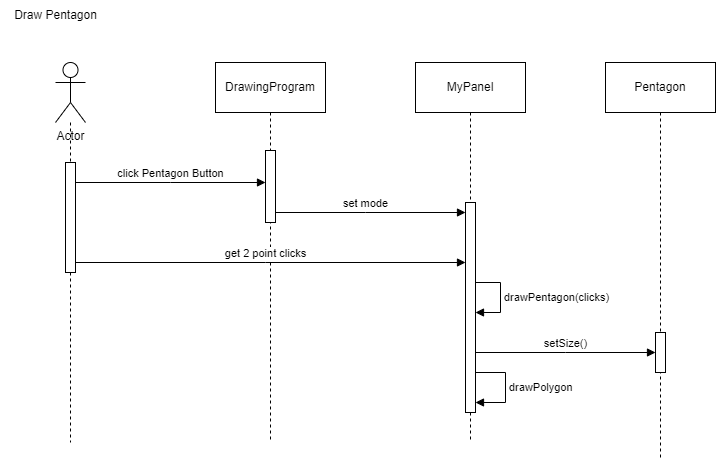 Draw Pentagon
DrawingProgram
MyPanel
Pentagon
Actor
click Pentagon Button
set mode
get 2 point clicks
drawPentagon(clicks)
setSize()
drawPolygon